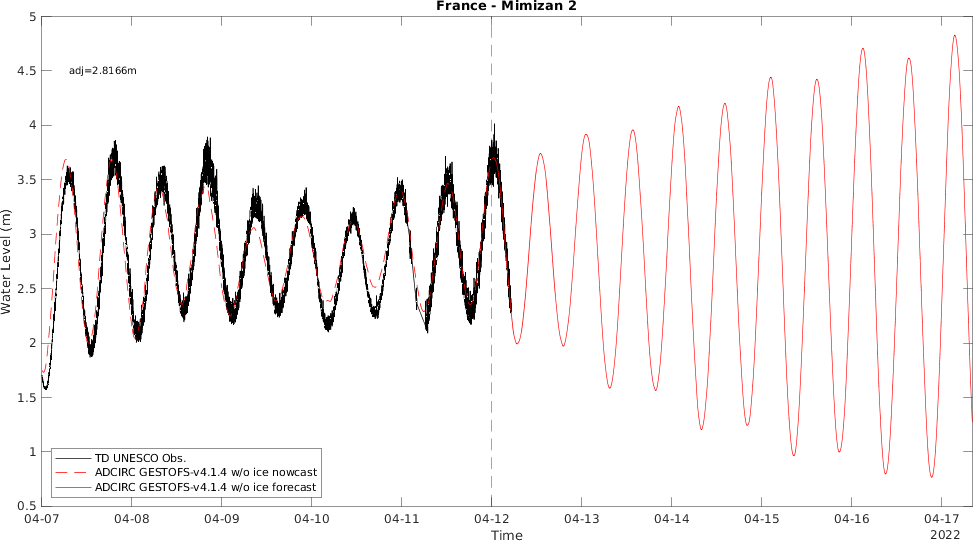 France - Mimizan 2
adj=2.8166m
5
4.5
4
3.5
3
2.5
2
1.5
1
0.5
Water Level (m)
TD UNESCO Obs.
ADCIRC GESTOFS-v4.1.4 w/o ice nowcast
ADCIRC GESTOFS-v4.1.4 w/o ice forecast
04-07 04-08 04-09 04-10 04-11 04-12 04-13 04-14 04-15 04-16 04-17
Time
2022